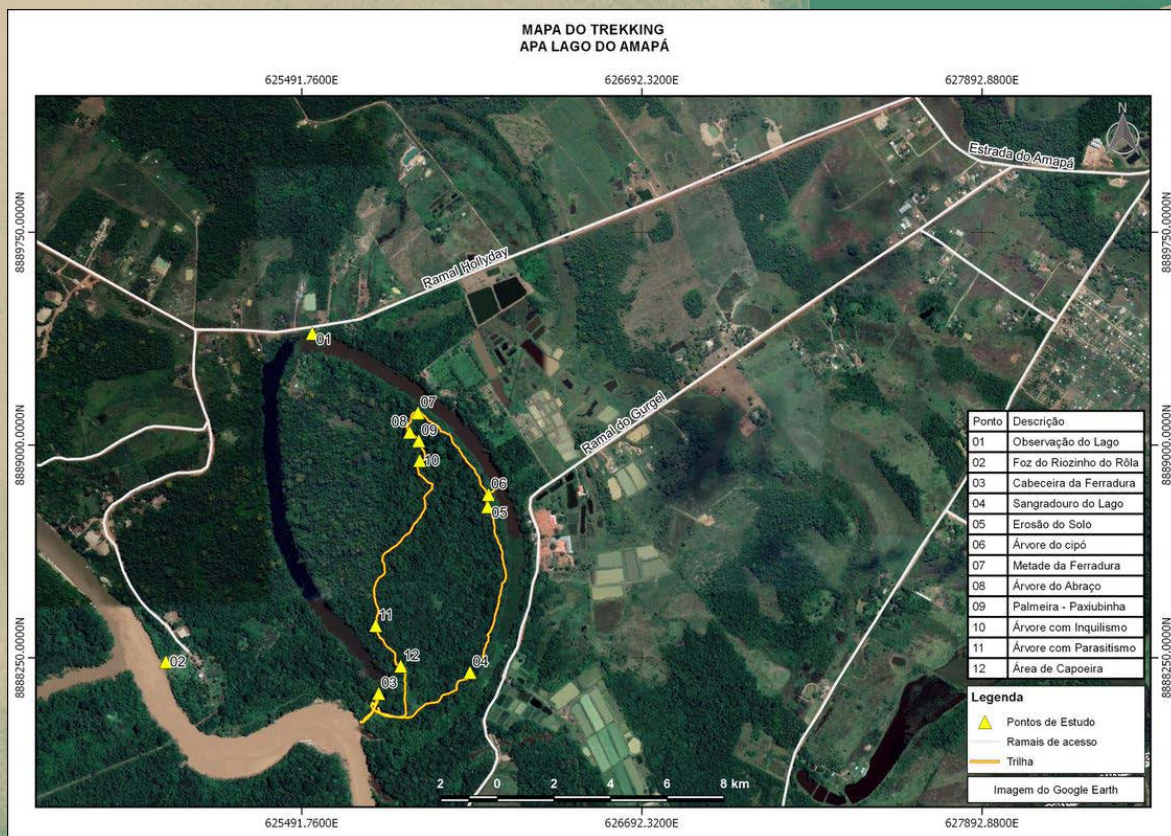 MAPA DO TREKKING
APA LAGO DO AMAPÁ
625491.7600E
626692.3200E
627892.8800E
N
Estrada do Amapá
8889750.0000N
8889750.0000N
Ramal Hollyday
01
07
08
09
10
Ramal do Gurgel
8889000.0000N
8889000.0000N
06
05
11
12
04
03
02
8888250.0000N
8888250.0000N
Ponto Descrição
01 Observação do Lago
02 Foz do Riozinho do Rôla
03 Cabeceira da Ferradura
04 Sangradouro do Lago
05 Erosão do Solo
06 Árvore do cipó
07 Metade da Ferradura
08 Árvore do Abraço
09 Palmeira - Paxiubinha
10 Árvore com Inquilismo
11 Árvore com Parasitismo
12 Área de Capoeira
Legenda
Pontos de Estudo
Ramais de acesso
Trilha
Imagem do Google Earth
2 0 2 4 6 8 km
625491.7600E
626692.3200E
627892.8800E